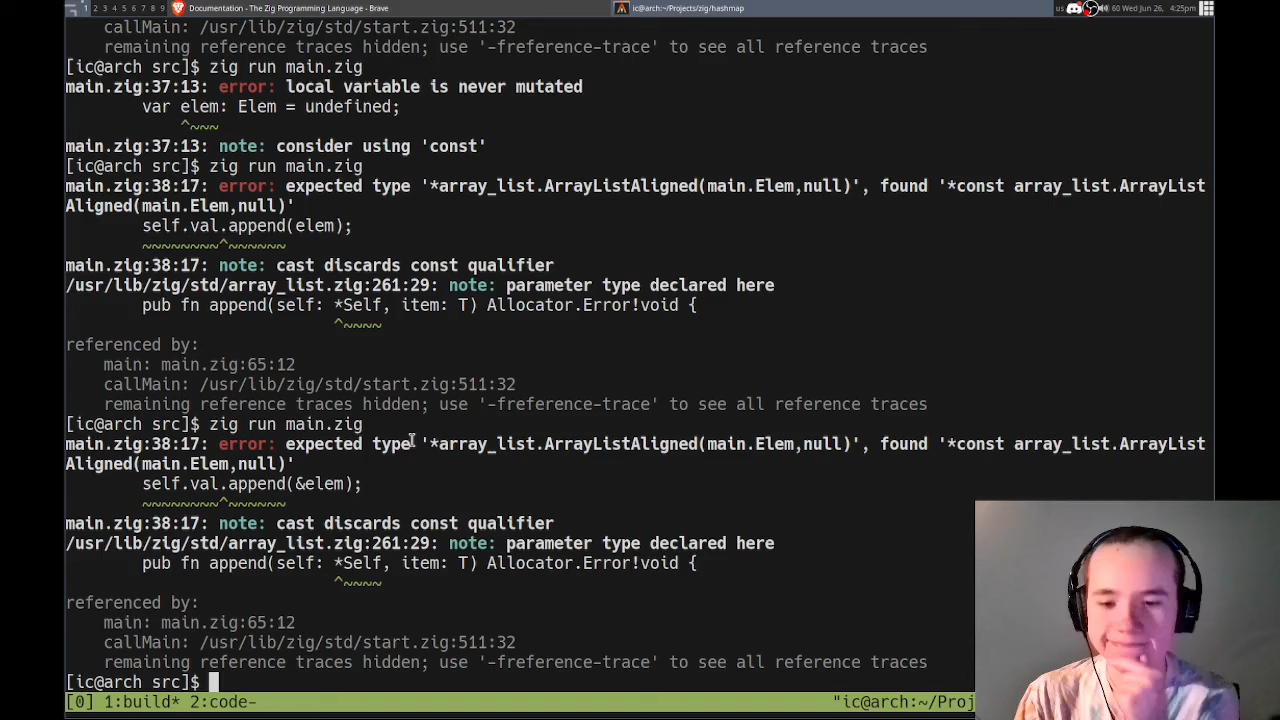 1 2 3 4 5 6 7 8 9 Documentation - The Zig Programming Language - Brave ic@arch:~/Projects/zig/hashmap us 60 Wed Jun 26, 4:25pm
callMain: /usr/lib/zig/std/start.zig:511:32
remaining reference traces hidden; use '-freference-trace' to see all reference traces
[ic@arch src]$ zig run main.zig
main.zig:37:13: error: local variable is never mutated
var elem: Elem = undefined;
^~~~
main.zig:37:13: note: consider using 'const'
[ic@arch src]$ zig run main.zig
main.zig:38:17: error: expected type '*array_list.ArrayListAligned(main.Elem,null)', found '*const array_list.ArrayList
Aligned(main.Elem,null)'
self.val.append(elem);
~~~~~~~~^~~~~~~
main.zig:38:17: note: cast discards const qualifier
/usr/lib/zig/std/array_list.zig:261:29: note: parameter type declared here
pub fn append(self: *Self, item: T) Allocator.Error!void {
^~~~~
referenced by:
main: main.zig:65:12
callMain: /usr/lib/zig/std/start.zig:511:32
remaining reference traces hidden; use '-freference-trace' to see all reference traces
[ic@arch src]$ zig run main.zig
main.zig:38:17: error: expected type '*array_list.ArrayListAligned(main.Elem,null)', found '*const array_list.ArrayList
Aligned(main.Elem,null)'
self.val.append(&elem);
~~~~~~~~^~~~~~~
main.zig:38:17: note: cast discards const qualifier
/usr/lib/zig/std/array_list.zig:261:29: note: parameter type declared here
pub fn append(self: *Self, item: T) Allocator.Error!void {
^~~~~
referenced by:
main: main.zig:65:12
callMain: /usr/lib/zig/std/start.zig:511:32
remaining reference traces hidden; use '-freference-trace' to see all reference traces
[ic@arch src]$
[0] 1:build* 2:code- "ic@arch:~/Proj